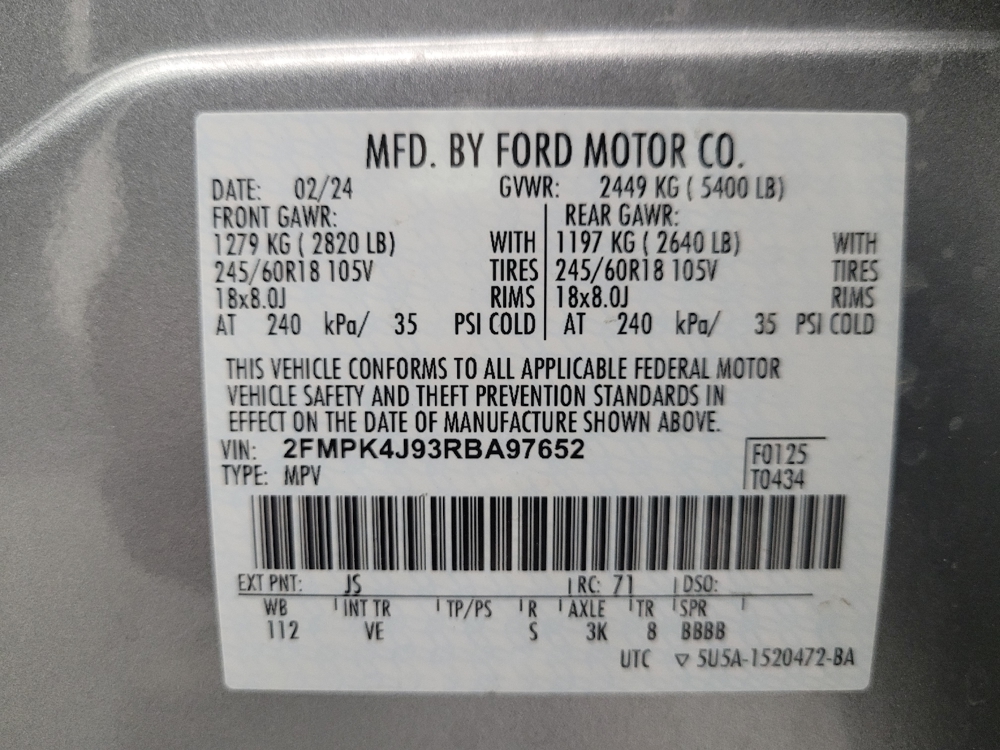 MFD. BY FORD MOTOR CO.
DATE: 02/24 GVWR: 2449 KG ( 5400 LB)
FRONT GAWR: REAR GAWR:
1279 KG ( 2820 LB) WITH 1197 KG ( 2640 LB) WITH
245/60R18 105V TIRES 245/60R18 105V TIRES
18x8.0J RIMS 18x8.0J RIMS
AT 240 kPa/ 35 PSI COLD AT 240 kPa/ 35 PSI COLD
THIS VEHICLE CONFORMS TO ALL APPLICABLE FEDERAL MOTOR
VEHICLE SAFETY AND THEFT PREVENTION STANDARDS IN
EFFECT ON THE DATE OF MANUFACTURE SHOWN ABOVE.
VIN: 2FMPK4J93RBA97652 F0125
TYPE: MPV T0434
EXT PNT: JS RC: 71 DSO:
WB INT TR TP/PS R AXLE TR SPR
112 VE S 3K 8 BBBB
UTC ▽ 5U5A-1520472-BA